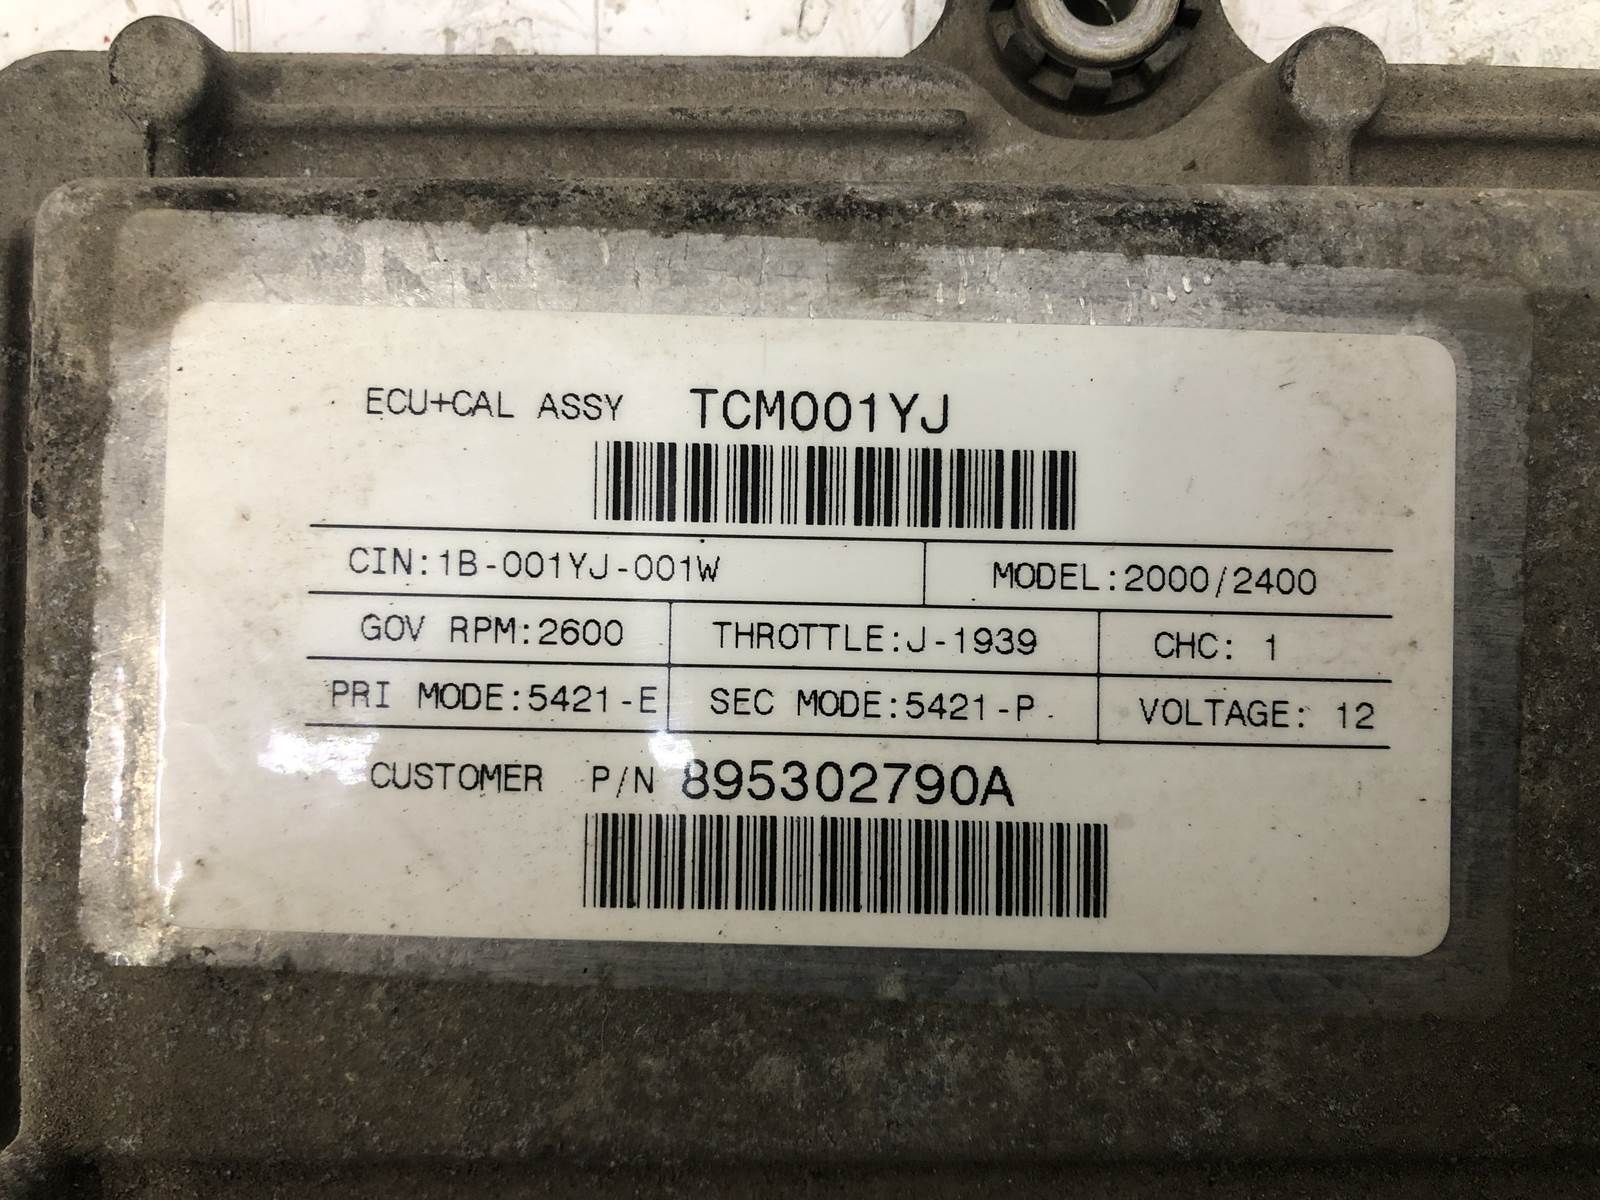 ECU+CAL ASSY TCM001YJ
CIN:1B-001YJ-001W MODEL:2000/2400
GOV RPM:2600 THROTTLE:J-1939 CHC: 1
PRI MODE:5421-E SEC MODE:5421-P. VOLTAGE: 12
CUSTOMER P/N 895302790A